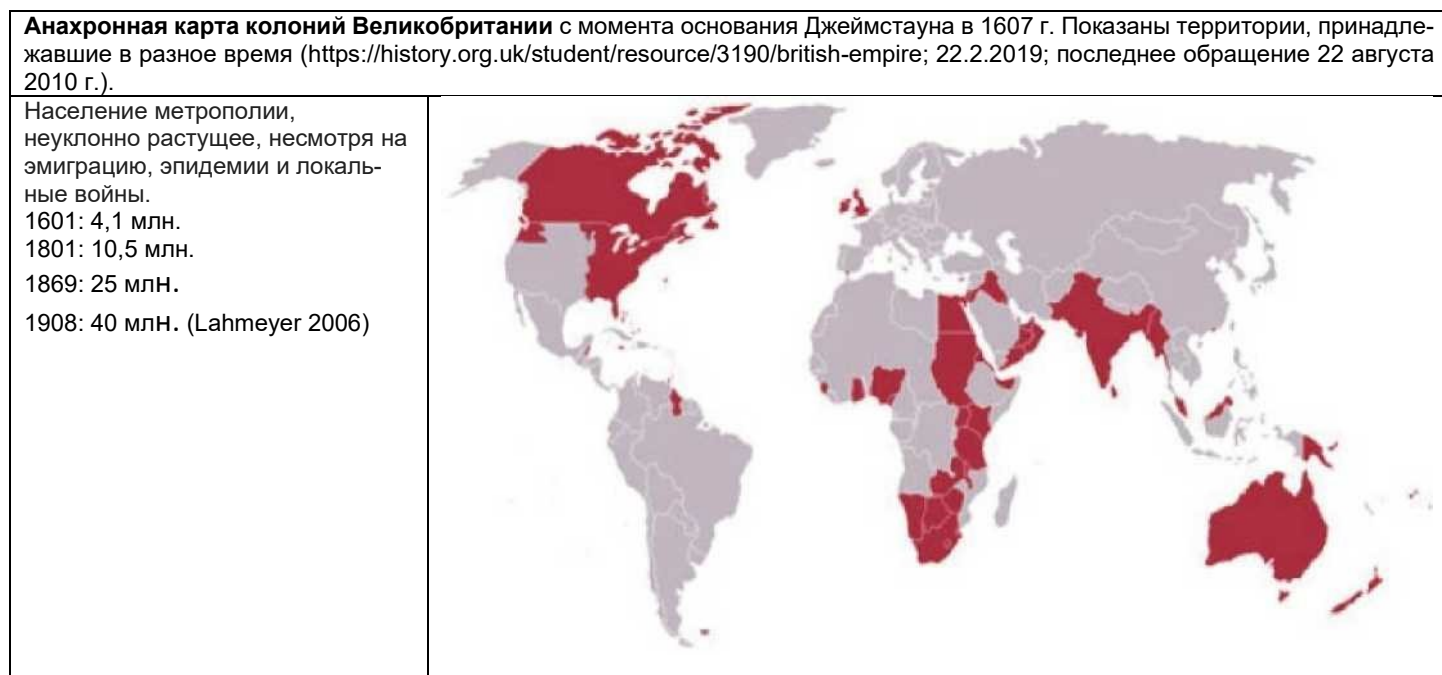 Анахронная карта колоний Великобритании с момента основания Джеймстауна в 1607 г. Показаны территории, принадле-
жавшие в разное время (https://history.org.uk/student/resource/3190/british-empire; 22.2.2019; последнее обращение 22 августа
2010 г.).
Население метрополии,
неуклонно растущее, несмотря на
эмиграцию, эпидемии и локаль-
ные войны.
1601: 4,1 млн.
1801: 10,5 млн.
1869: 25 млн.
1908: 40 млн. (Lahmeyer 2006)